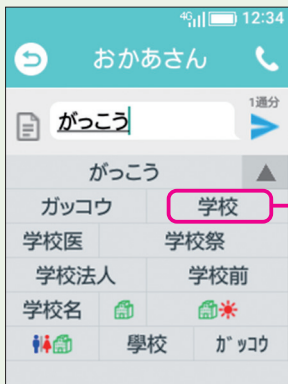 4G 12:34
おかあさん
1通分
がっこう
がっこう ▲
ガッコウ 学校
学校医 学校祭
学校法人 学校前
学校名
學校 ｶﾞｯｺｳ